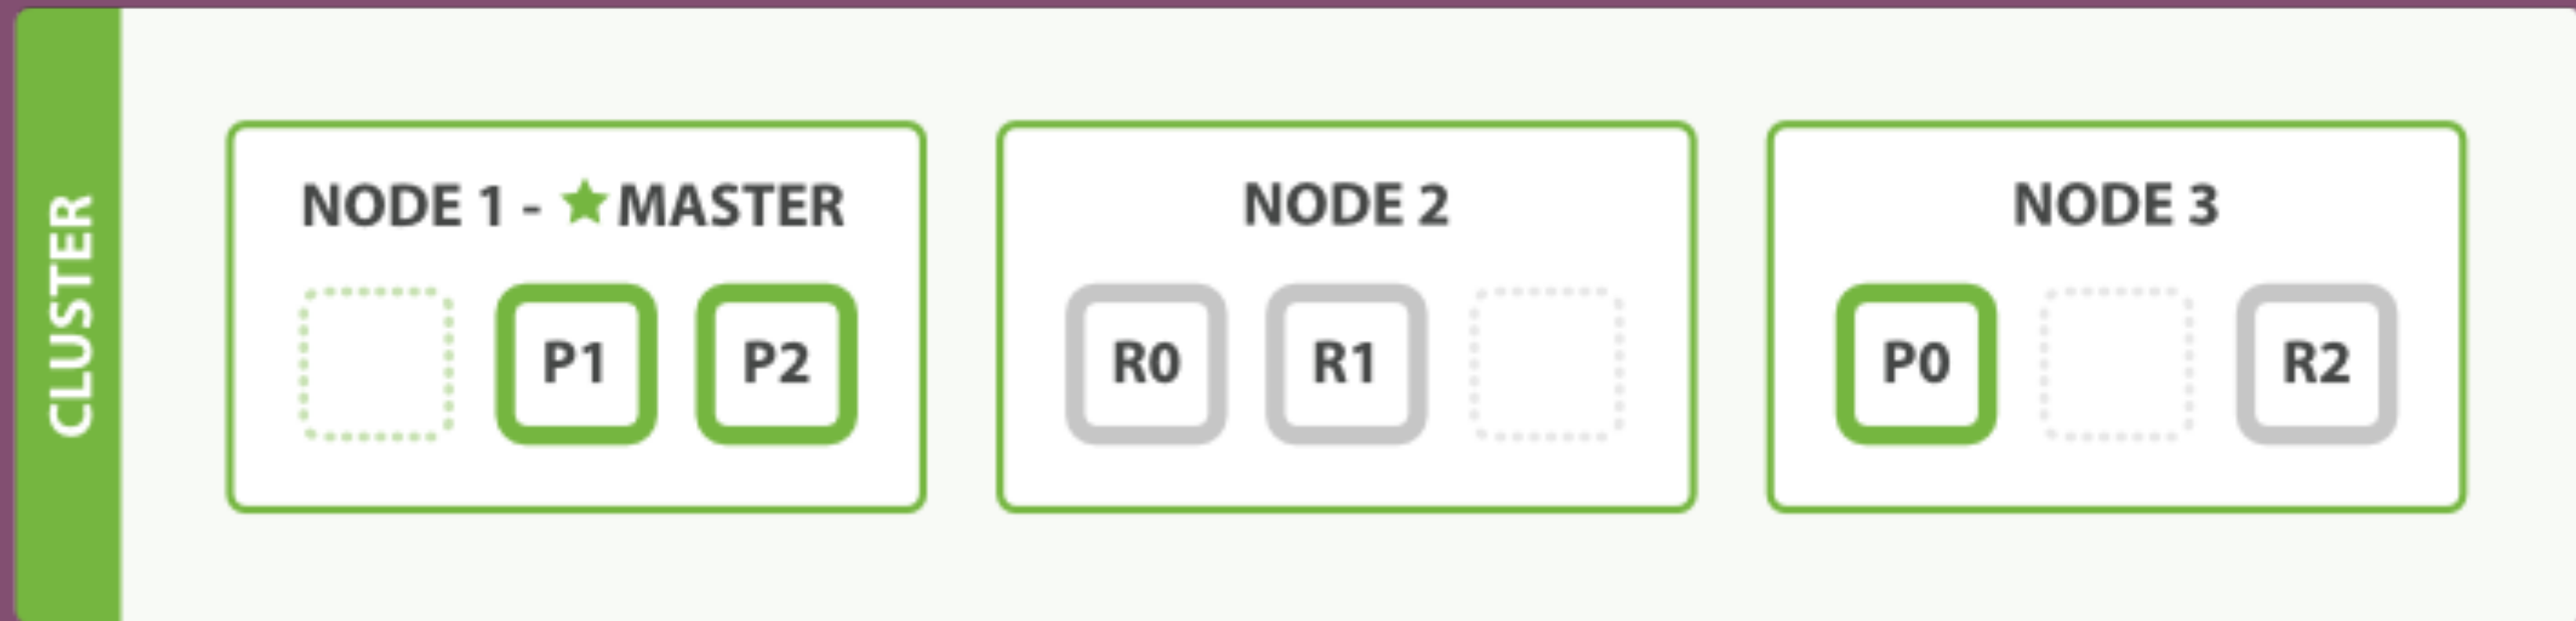 CLUSTER
NODE 1 - ★MASTER
P1
P2
NODE 2
R0
R1
NODE 3
P0
R2